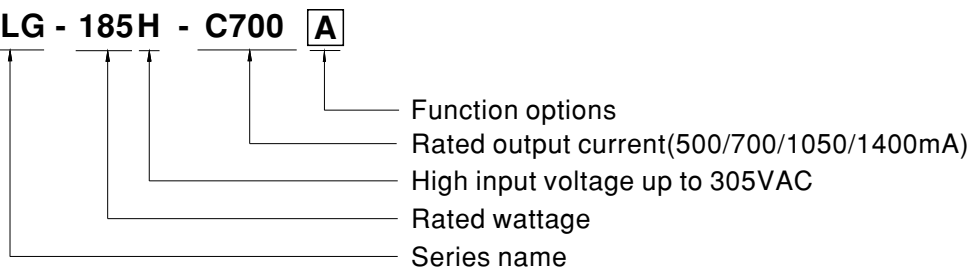 LG - 185H - C700 A
Function options
Rated output current(500/700/1050/1400mA)
High input voltage up to 305VAC
Rated wattage
Series name